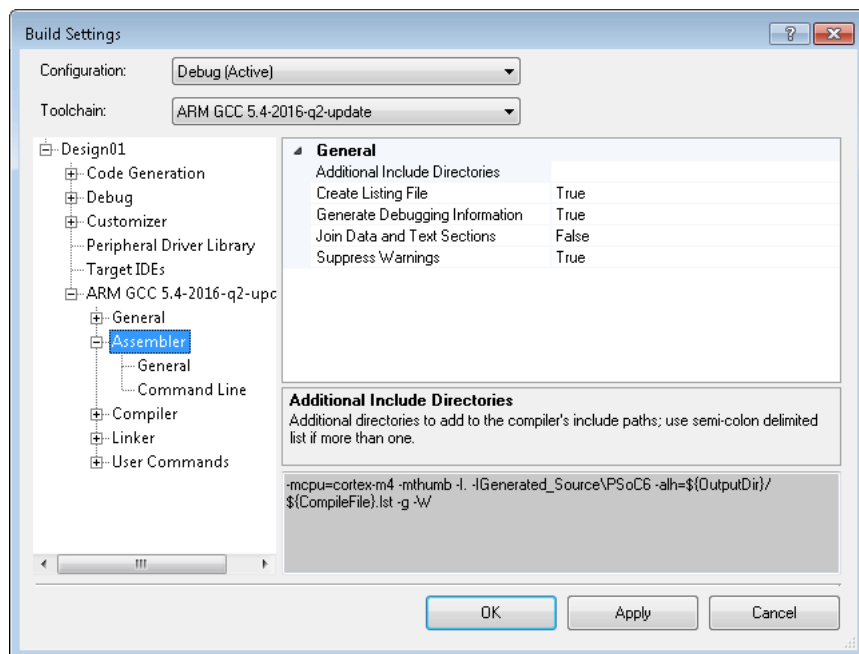 Build Settings
Configuration:
Debug (Active)
Toolchain:
ARM GCC 5.4-2016-q2-update
Design01
Code Generation
Debug
Customizer
Peripheral Driver Library
Target IDEs
ARM GCC 5.4-2016-q2-upc
General
Assembler
General
Command Line
Compiler
Linker
User Commands
General
Additional Include Directories
Create Listing File True
Generate Debugging Information True
Join Data and Text Sections False
Suppress Warnings True
Additional Include Directories
Additional directories to add to the compiler's include paths; use semi-colon delimited
list if more than one.
-mcpu=cortex-m4 -mthumb -I. -IGenerated_Source\PSoC6 -alh=${OutputDir}/
${CompileFile}.lst -g -W
OK Apply Cancel